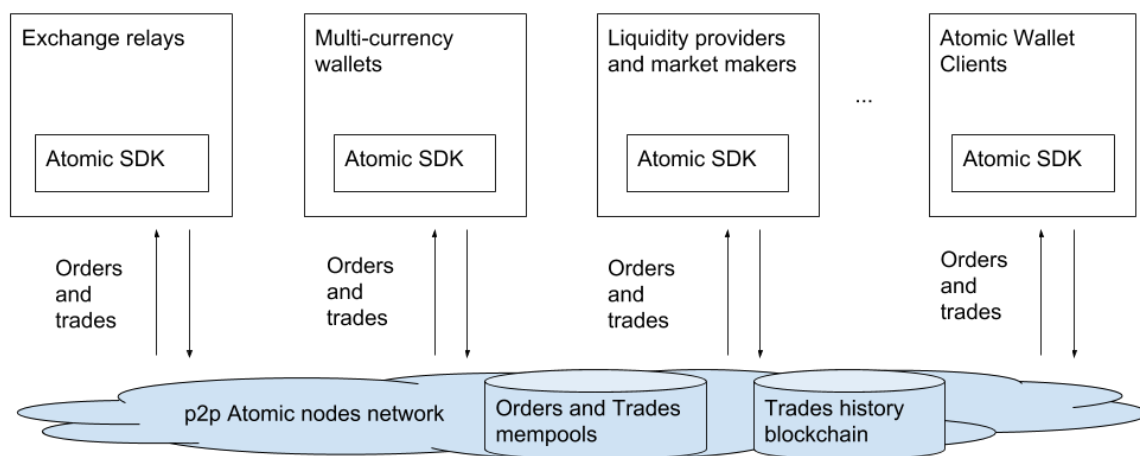 Exchange relays
Atomic SDK
Multi-currency
wallets
Atomic SDK
Liquidity providers
and market makers
Atomic SDK
...
Atomic Wallet
Clients
Atomic SDK
Orders
and
trades
Orders
and
trades
Orders
and
trades
Orders
and
trades
p2p Atomic nodes network
Orders and Trades
mempools
Trades history
blockchain